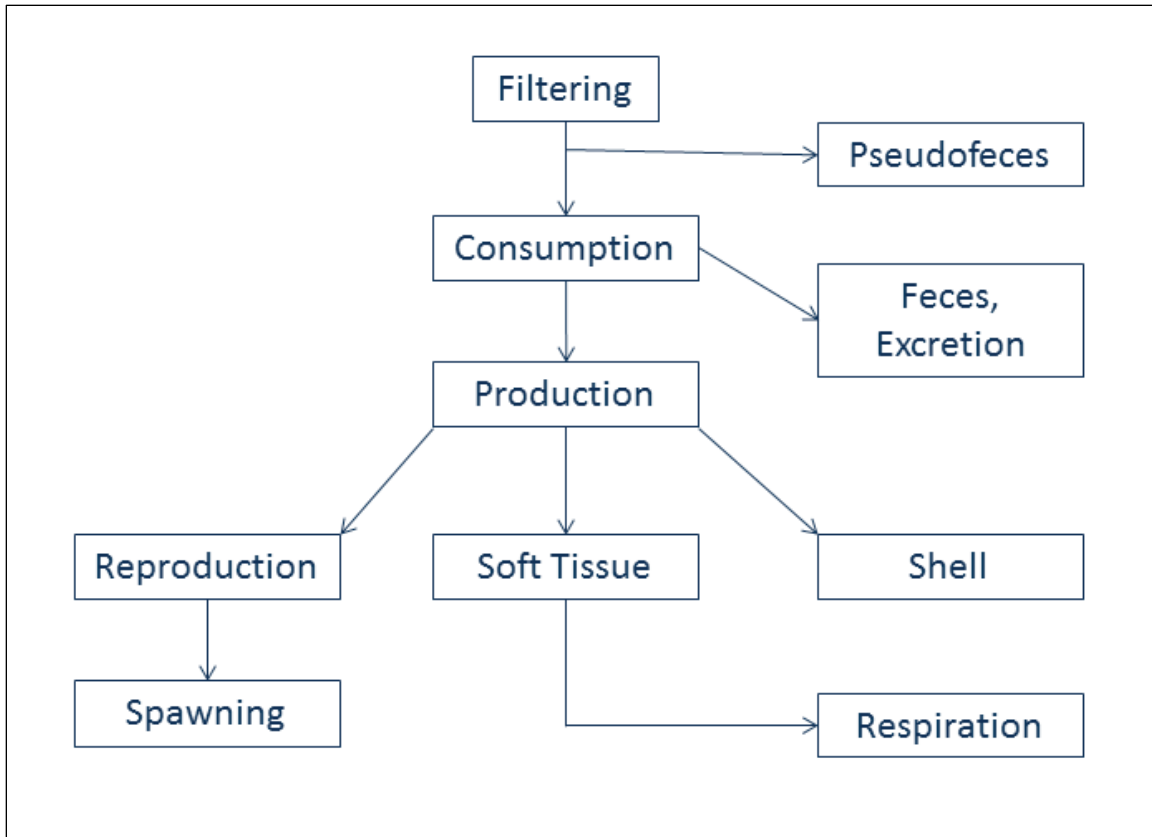 Filtering
Pseudofeces
Consumption
Feces,
Excretion
Production
Reproduction
Soft Tissue
Shell
Spawning
Respiration